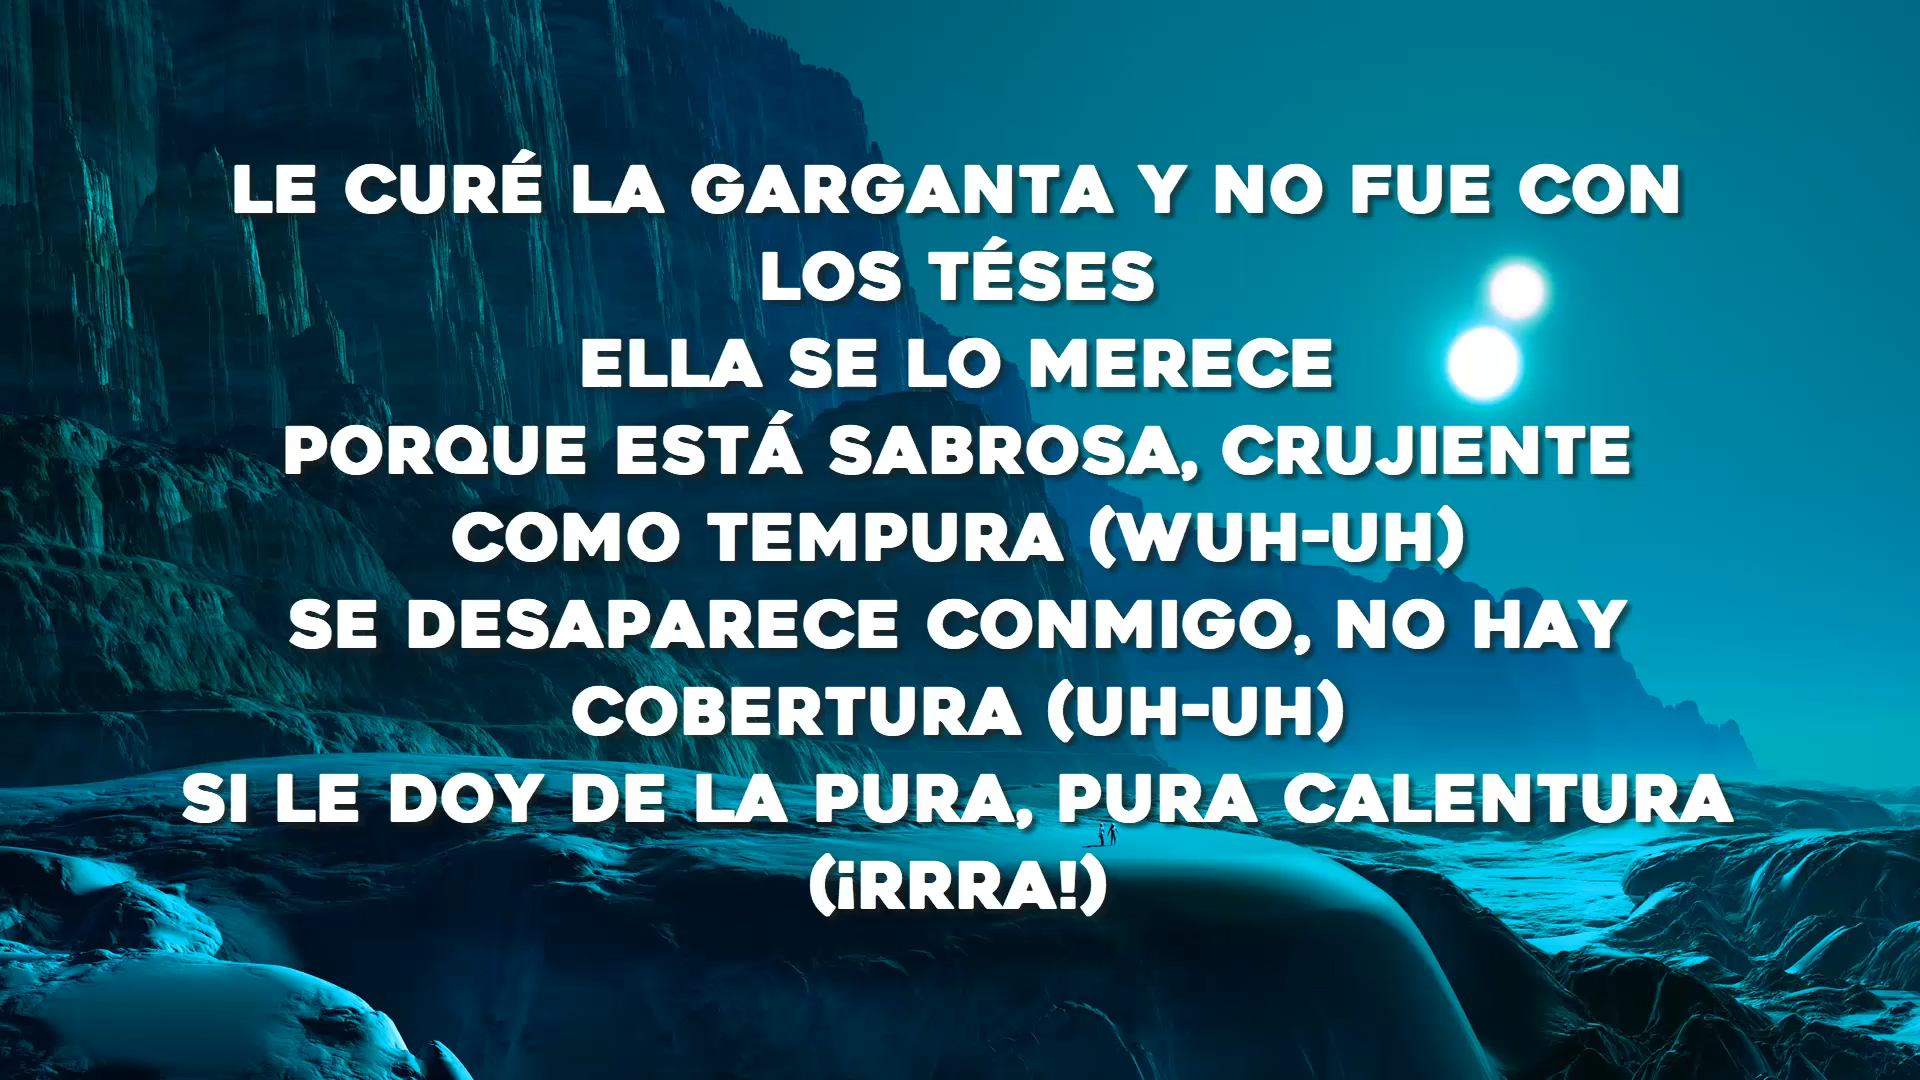 LE CURÉ LA GARGANTA Y NO FUE CON
LOS TÉSES
ELLA SE LO MERECE
PORQUE ESTÁ SABROSA, CRUJIENTE
COMO TEMPURA (WUH-UH)
SE DESAPARECE CONMIGO, NO HAY
COBERTURA (UH-UH)
SI LE DOY DE LA PURA, PURA CALENTURA
(¡RRRA!)